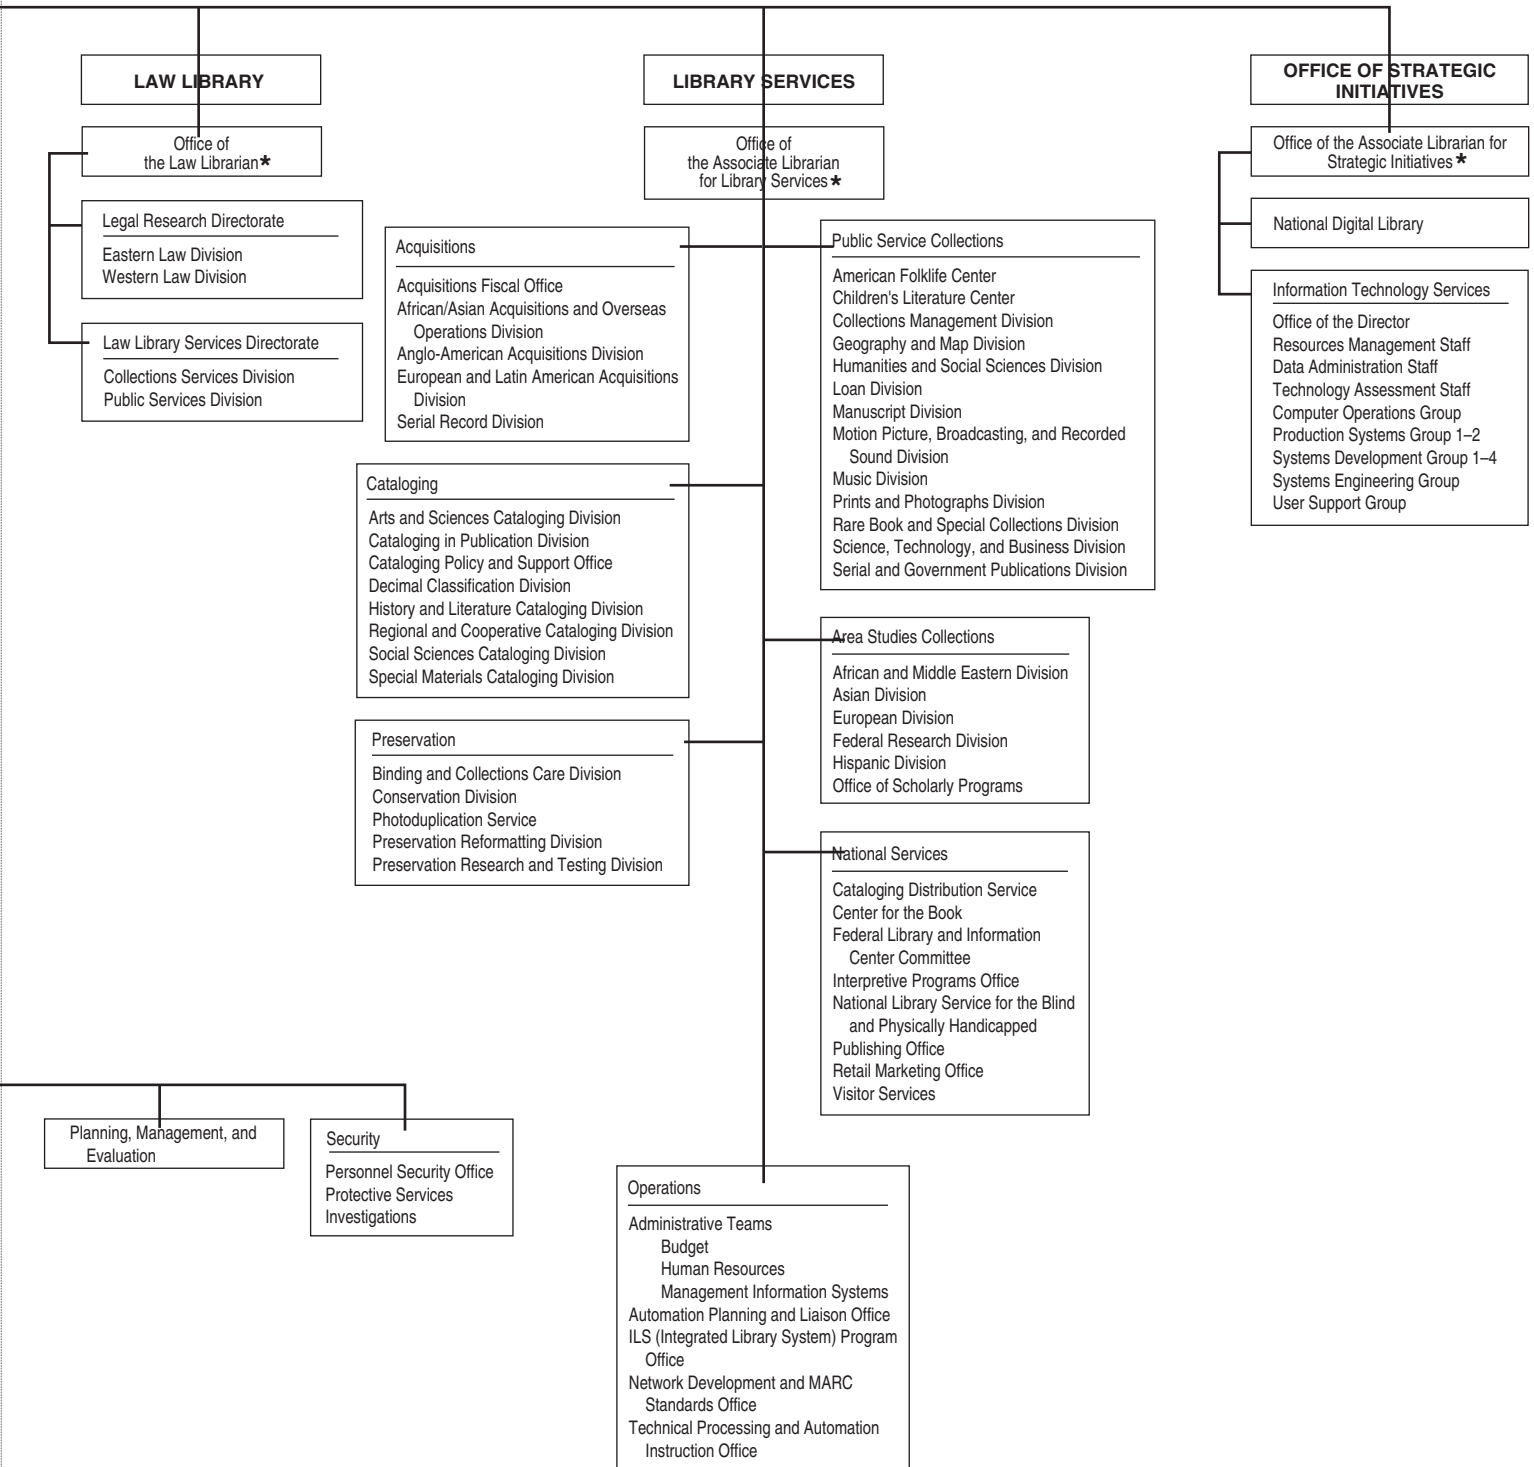 LAW LIBRARY
Office of
the Law Librarian*
Legal Research Directorate
Eastern Law Division
Western Law Division
Law Library Services Directorate
Collections Services Division
Public Services Division
LIBRARY SERVICES
Office of
the Associate Librarian
for Library Services*
Acquisitions
Acquisitions Fiscal Office
African/Asian Acquisitions and Overseas
Operations Division
Anglo-American Acquisitions Division
European and Latin American Acquisitions
Division
Serial Record Division
Cataloging
Arts and Sciences Cataloging Division
Cataloging in Publication Division
Cataloging Policy and Support Office
Decimal Classification Division
History and Literature Cataloging Division
Regional and Cooperative Cataloging Division
Social Sciences Cataloging Division
Special Materials Cataloging Division
Preservation
Binding and Collections Care Division
Conservation Division
Photoduplication Service
Preservation Reformatting Division
Preservation Research and Testing Division
Public Service Collections
American Folklife Center
Children's Literature Center
Collections Management Division
Geography and Map Division
Humanities and Social Sciences Division
Loan Division
Manuscript Division
Motion Picture, Broadcasting, and Recorded
Sound Division
Music Division
Prints and Photographs Division
Rare Book and Special Collections Division
Science, Technology, and Business Division
Serial and Government Publications Division
Area Studies Collections
African and Middle Eastern Division
Asian Division
European Division
Federal Research Division
Hispanic Division
Office of Scholarly Programs
National Services
Cataloging Distribution Service
Center for the Book
Federal Library and Information
Center Committee
Interpretive Programs Office
National Library Service for the Blind
and Physically Handicapped
Publishing Office
Retail Marketing Office
Visitor Services
OFFICE OF STRATEGIC
INITIATIVES
Office of the Associate Librarian for
Strategic Initiatives*
National Digital Library
Information Technology Services
Office of the Director
Resources Management Staff
Data Administration Staff
Technology Assessment Staff
Computer Operations Group
Production Systems Group 1–2
Systems Development Group 1–4
Systems Engineering Group
User Support Group
Planning, Management, and
Evaluation
Security
Personnel Security Office
Protective Services
Investigations
Operations
Administrative Teams
Budget
Human Resources
Management Information Systems
Automation Planning and Liaison Office
ILS (Integrated Library System) Program
Office
Network Development and MARC
Standards Office
Technical Processing and Automation
Instruction Office